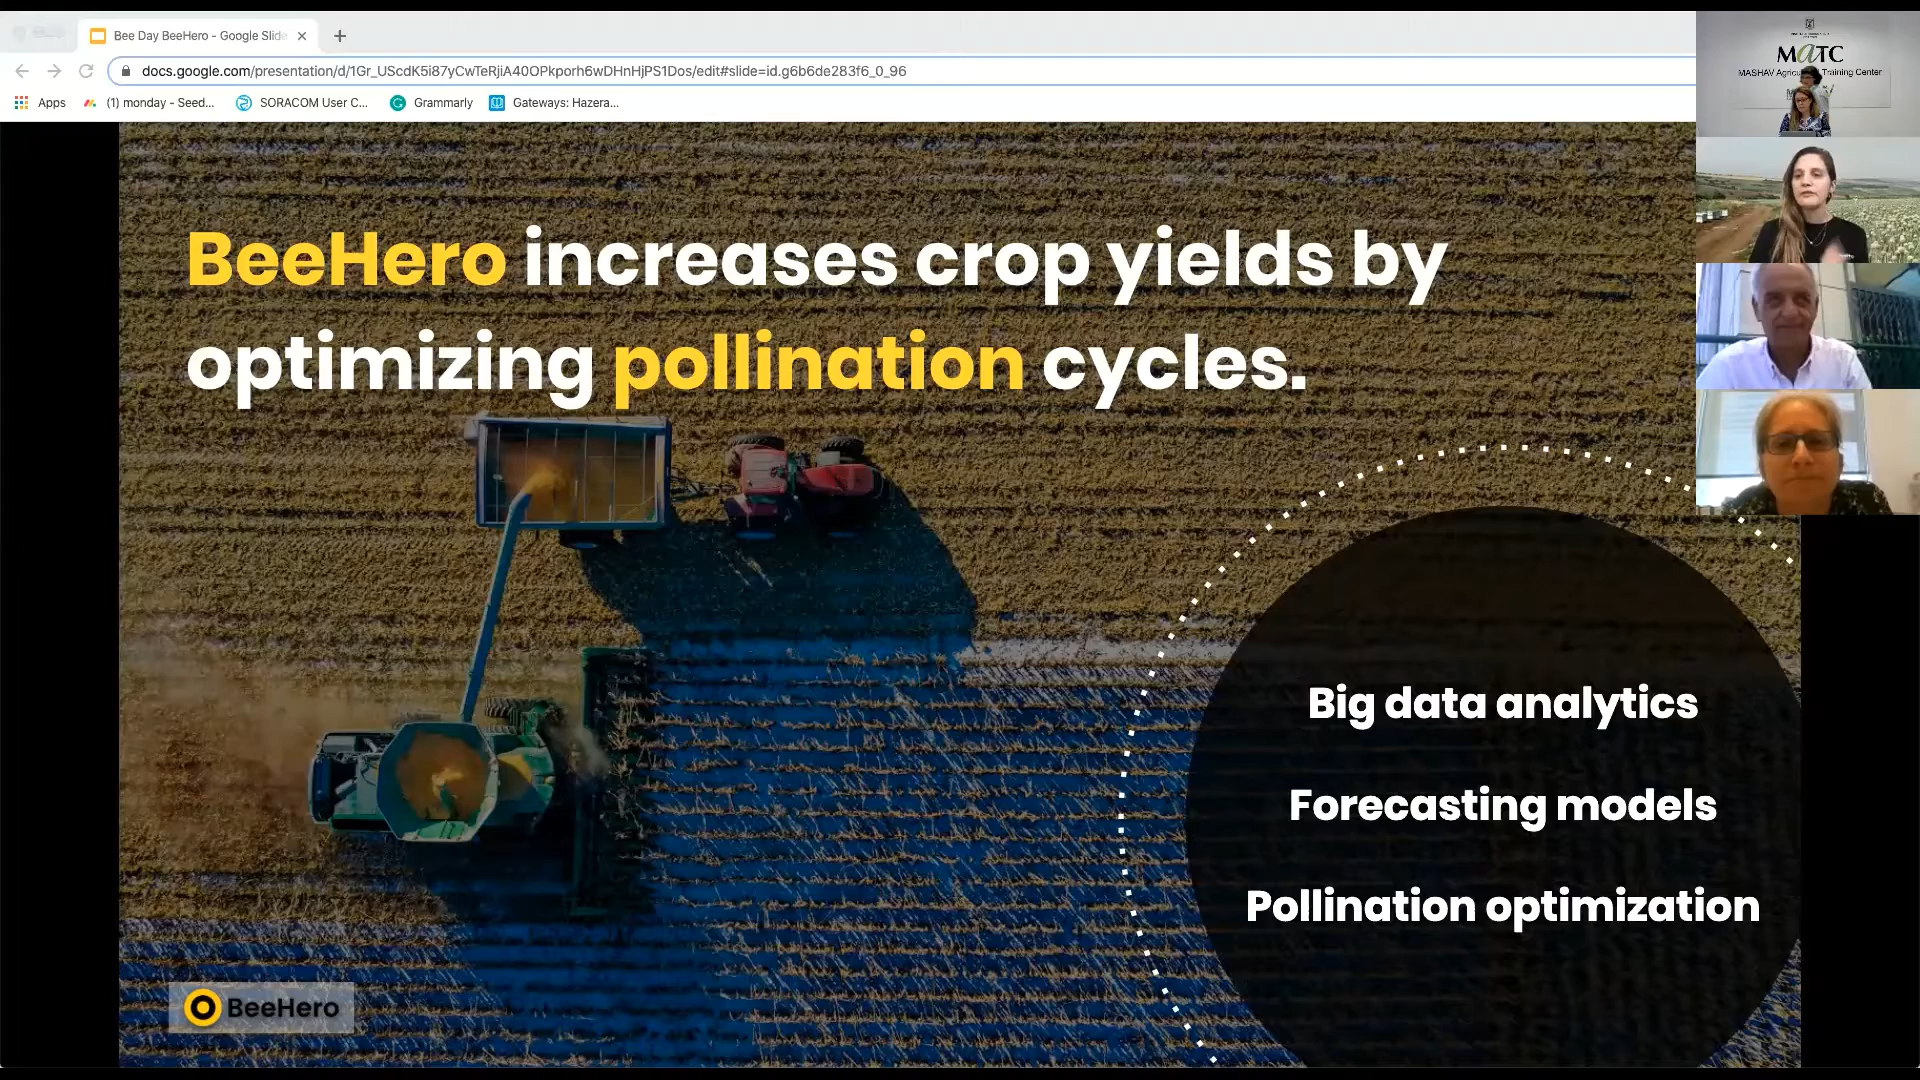 Bee Day BeeHero - Google Slide
docs.google.com/presentation/d/1Gr_UScdK5i87yCwTeRjiA40OPkporh6wDHnHjPS1Dos/edit#slide=id.g6b6de283f6_0_96
Apps
(1) monday - Seed...
SORACOM User C...
Grammarly
Gateways: Hazera...
MaTC
MASHAV Training Center
BeeHero increases crop yields by
optimizing pollination cycles.
Big data analytics
Forecasting models
Pollination optimization
BeeHero